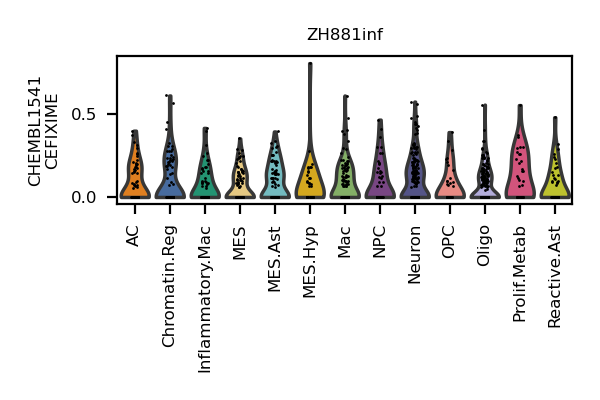 ZH881inf
CHEMBL1541
CEFIXIME
0.5
0.0
AC
Chromatin.Reg
Inflammatory.Mac
MES
MES.Ast
MES.Hyp
Mac
NPC
Neuron
OPC
Oligo
Prolif.Metab
Reactive.Ast